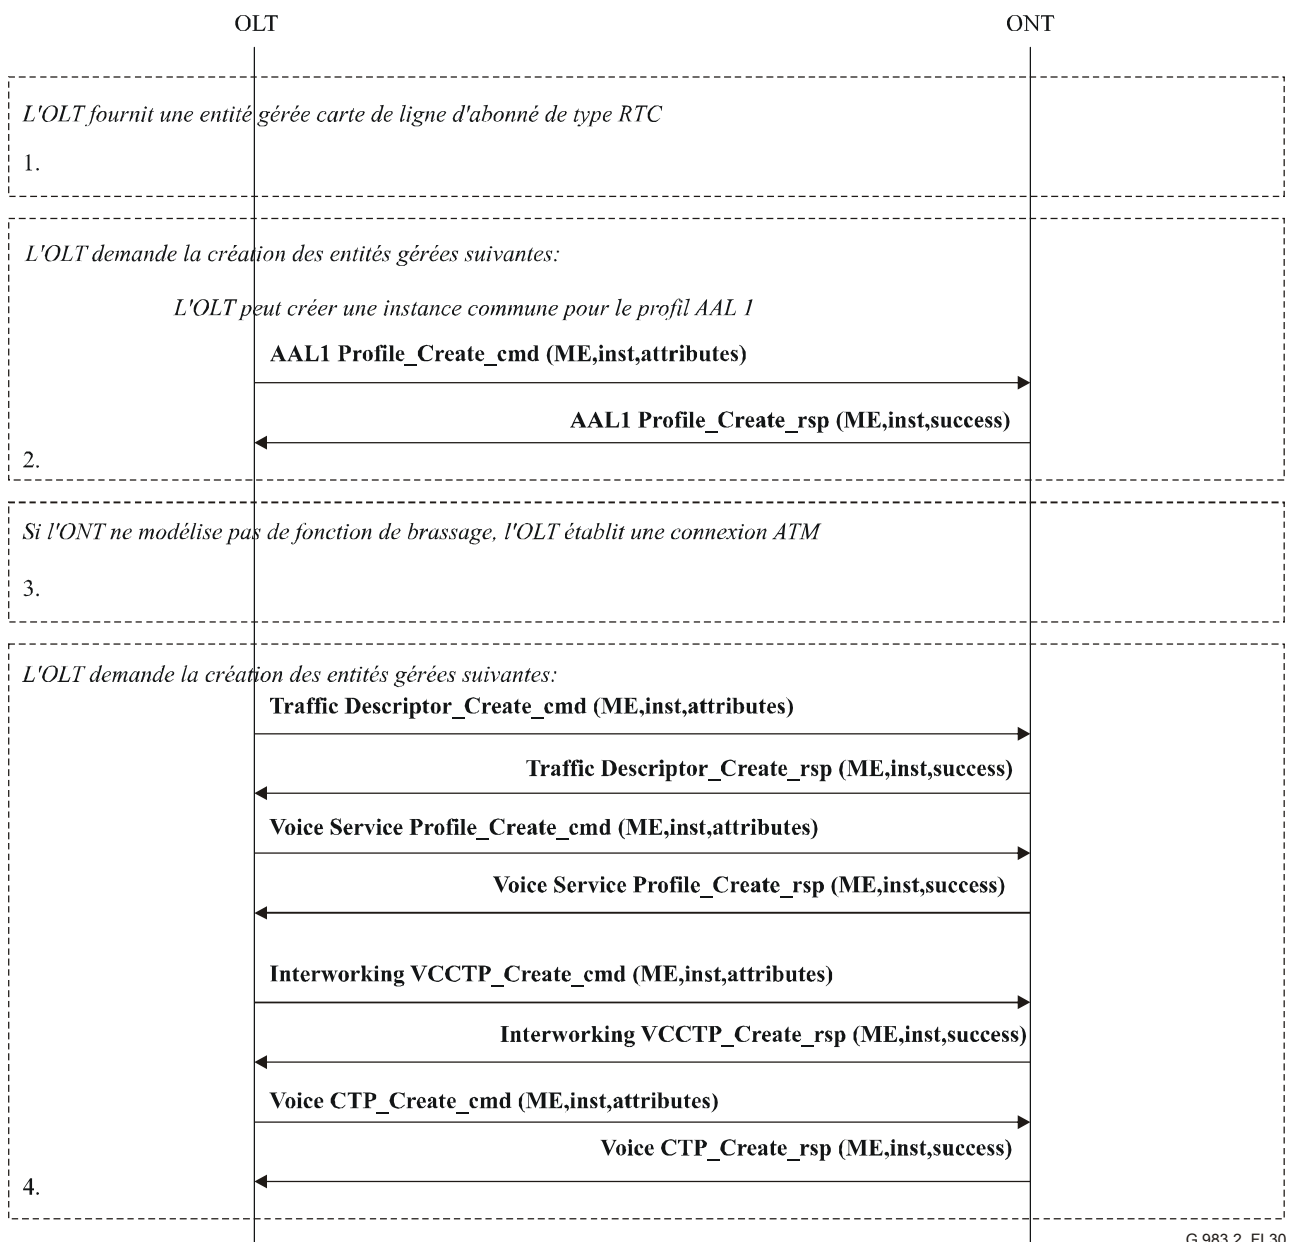 OLT ONT
L'OLT fournit une entité gérée carte de ligne d'abonné de type RTC
1.
L'OLT demande la création des entités gérées suivantes:
L'OLT peut créer une instance commune pour le profil AAL 1
AAL1 Profile_Create_cmd (ME,inst,attributes)
AAL1 Profile_Create_rsp (ME,inst,success)
2.
Si l'ONT ne modélise pas de fonction de brassage, l'OLT établit une connexion ATM
3.
L'OLT demande la création des entités gérées suivantes:
Traffic Descriptor_Create_cmd (ME,inst,attributes)
Traffic Descriptor_Create_rsp (ME,inst,success)
Voice Service Profile_Create_cmd (ME,inst,attributes)
Voice Service Profile_Create_rsp (ME,inst,success)
Interworking VCCTP_Create_cmd (ME,inst,attributes)
Interworking VCCTP_Create_rsp (ME,inst,success)
Voice CTP_Create_cmd (ME,inst,attributes)
Voice CTP_Create_rsp (ME,inst,success)
4.
G.983.2_FI.30